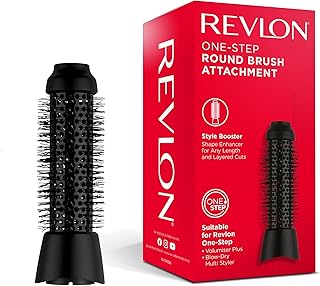 REVLON
ONE-STEP
ROUND BRUSH
ATTACHMENT
Style Booster
Shape Enhancer
for Any Length
and Layered Cuts
ONE
STEP
Suitable
for Revlon
One-Step
• Volumiser Plus
• Blow-Dry
Multi Styler
REVLON